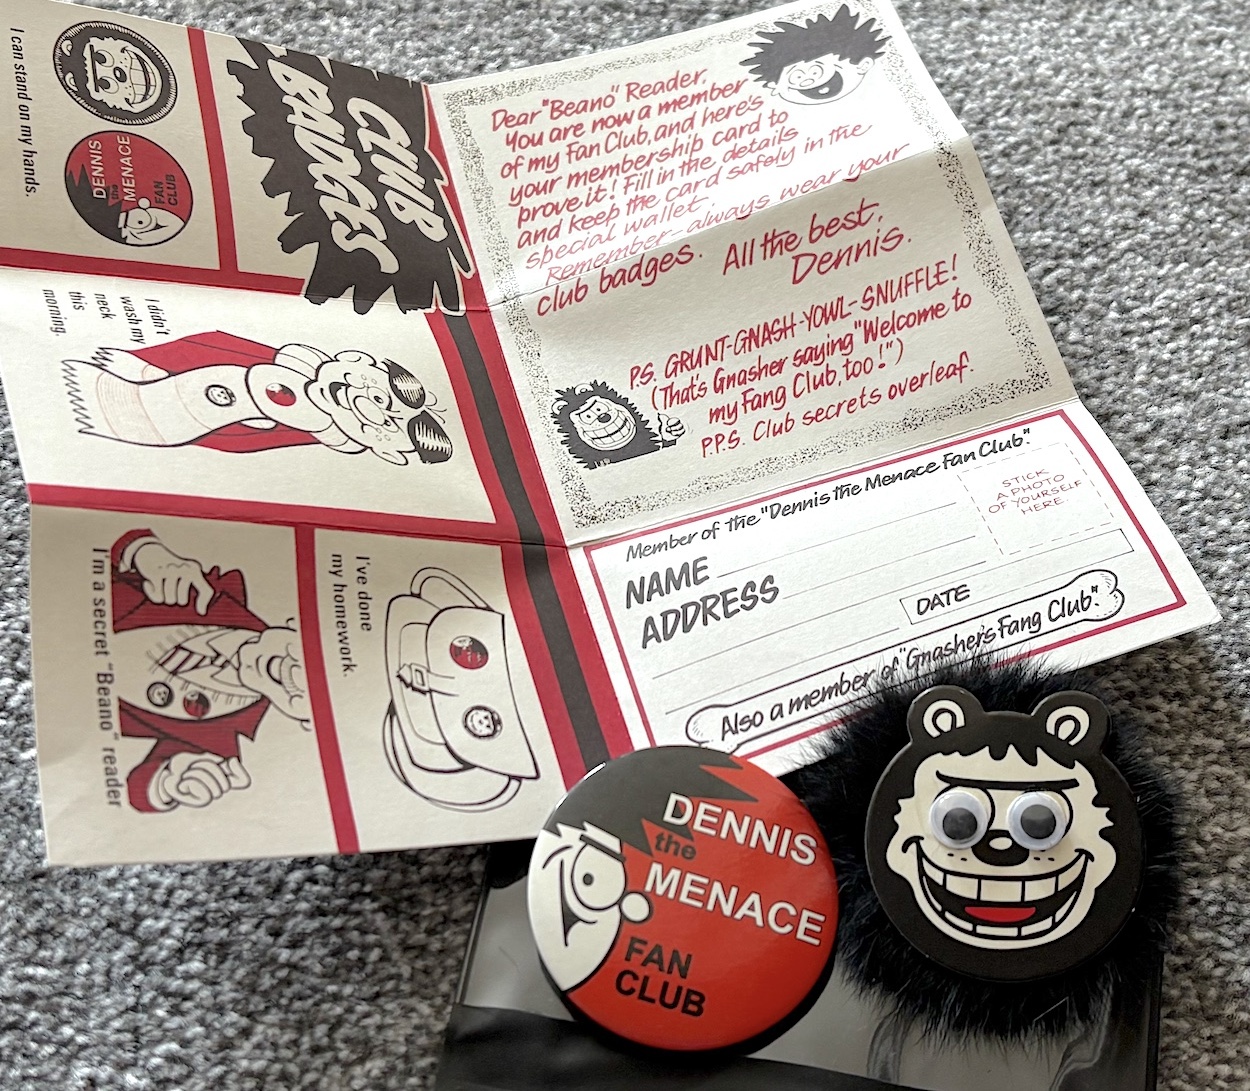 I can stand on my hands.
DENNIS
the
MENACE
FAN
CLUB
CLUB
BADGES
I didn't
wash my
neck
this
morning.
I'm a secret "Beano" reader
I've done
my homework.
Dear "Beano" Reader,
You are now a member
of my Fan Club, and here's
your membership card to
prove it! Fill in the details
and keep the card safely in the
special wallet.
Remember-always wear your
club badges.
All the best,
Dennis.
P.S. GRUNT-GNASH-YOWL-SNUFFLE!
(That's Gnasher saying "Welcome to
my Fang Club, too!")
P.P.S. Club secrets overleaf.
Member of the "Dennis the Menace Fan Club".
STICK
A PHOTO
OF YOURSELF
HERE.
NAME
ADDRESS
DATE
Also a member of "Gnasher's Fang Club".
DENNIS
the
MENACE
FAN
CLUB